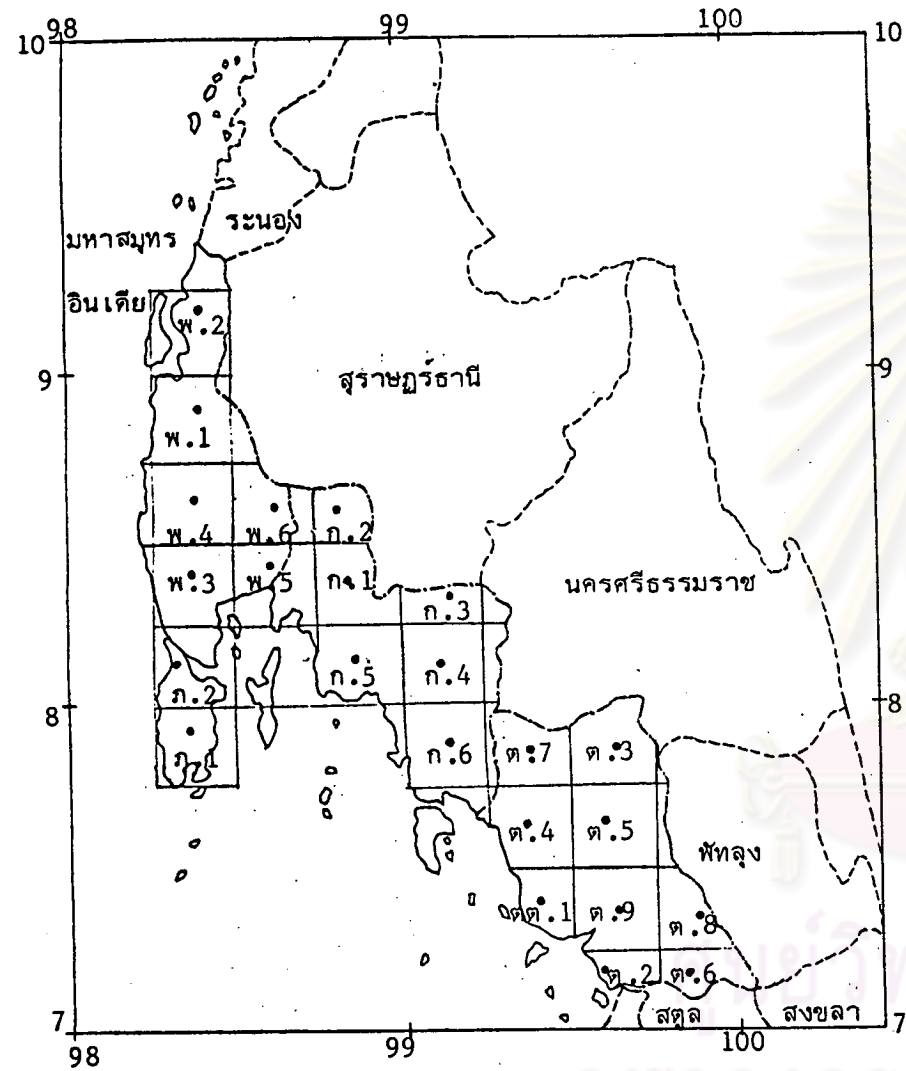 98 99 100
10 10
ระนอง
มหาสมุทร
อินเดีย
พ.2
9 สุราษฎร์ธานี 9
พ.1
พ.4 พ.6 ก.2
พ.3 พ.5 ก.1 นครศรีธรรมราช
ก.3
ภ.2 ก.5 ก.4
8 8
ภ.1 ก.6 ต.7 ต.3
ต.4 ต.5
พัทลุง
ต.1 ต.9 ต.8
ต.2 ต.6
สตูล สงขลา
7 7
98 99 100